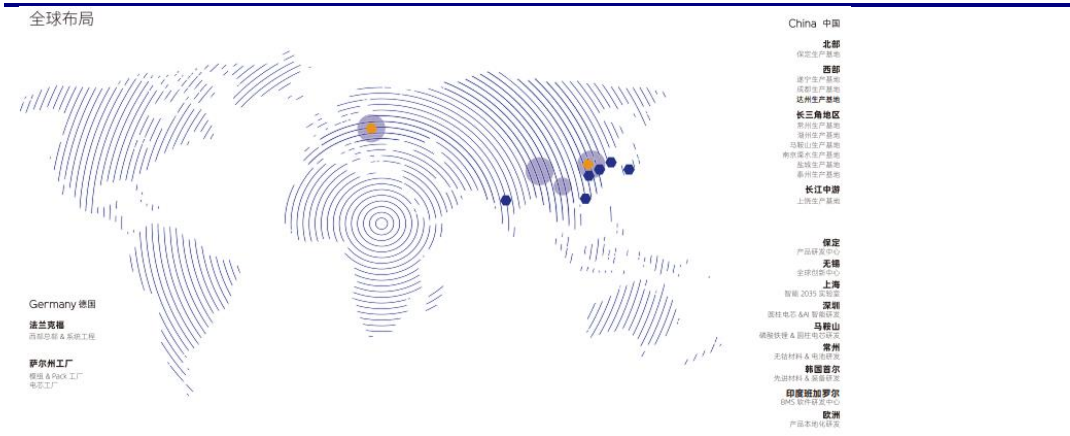 全球布局
China 中国
北部
保定生产基地
西部
遂宁生产基地
成都生产基地
达州生产基地
长三角地区
常州生产基地
湖州生产基地
马鞍山生产基地
南京溧水生产基地
盐城生产基地
泰州生产基地
长江中游
上饶生产基地
保定
产品研发中心
无锡
全球创新中心
上海
智能 2035 实验室
深圳
圆柱电芯 &AI 智能研发
马鞍山
磷酸铁锂 & 圆柱电芯研发
常州
无钴材料 & 电池研发
韩国首尔
先进材料 & 装备研发
印度班加罗尔
BMS 软件研发中心
欧洲
产品本地化研发
Germany 德国
法兰克福
西部总部 & 系统工程
萨尔州工厂
模组 & Pack 工厂
电芯工厂